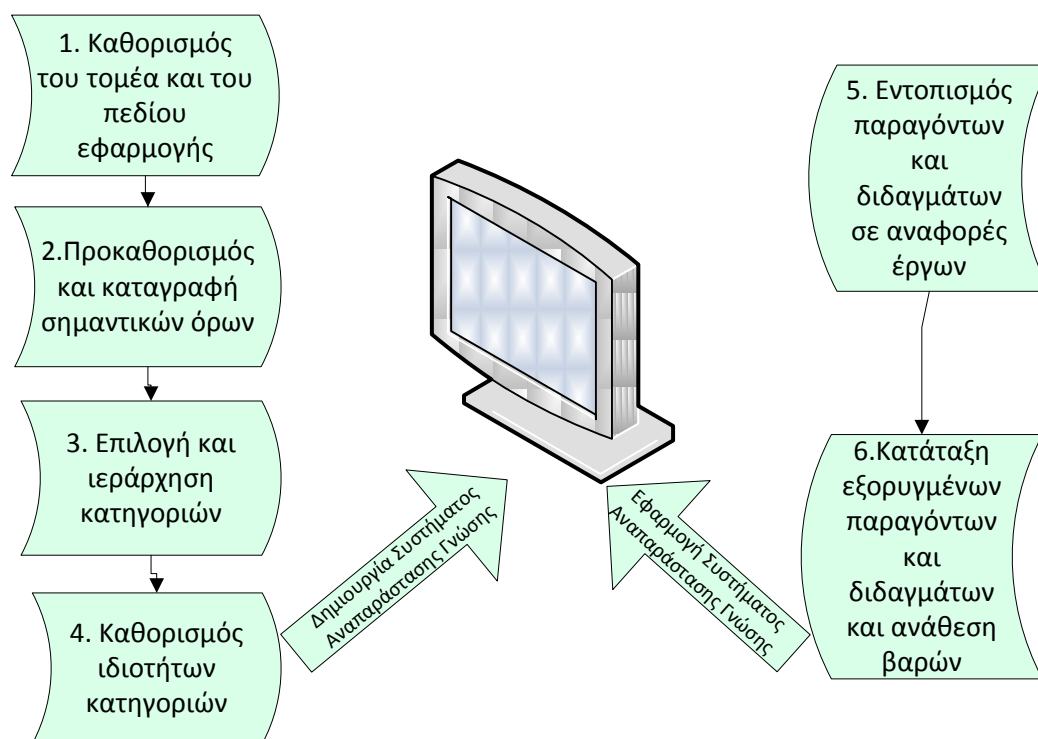 1. Καθορισμός
του τομέα και του
πεδίου
εφαρμογής
2.Προκαθορισμός
και καταγραφή
σημαντικών όρων
3. Επιλογή και
ιεράρχηση
κατηγοριών
4. Καθορισμός
ιδιοτήτων
κατηγοριών
Δημιουργία Συστήματος
Αναπαράστασης Γνώσης
5. Εντοπισμός
παραγόντων
και
διδαγμάτων
σε αναφορές
έργων
6.Κατάταξη
εξορυγμένων
παραγόντων
και
διδαγμάτων
και ανάθεση
βαρών
Εφαρμογή Συστήματος
Αναπαράστασης Γνώσης